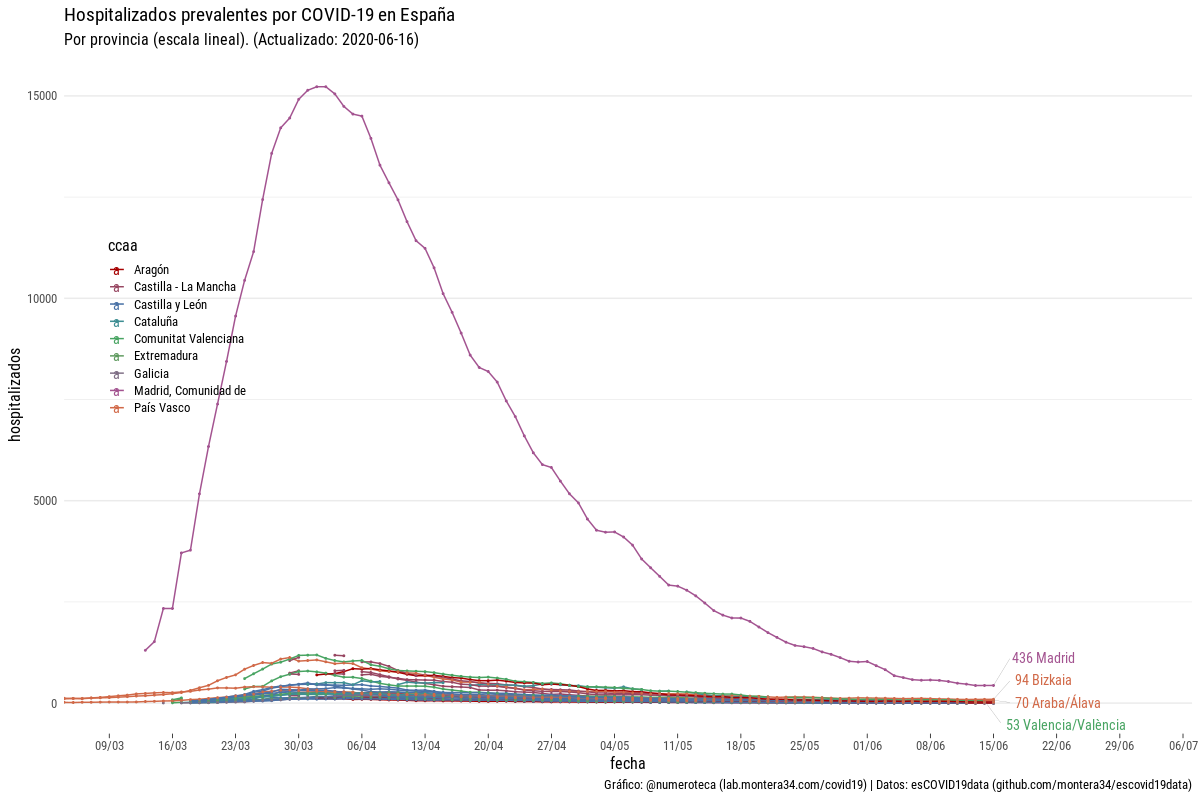 Hospitalizados prevalentes por COVID-19 en España
Por provincia (escala lineal). (Actualizado: 2020-06-16)
15000
10000
5000
0
hospitalizados
ccaa
a Aragón
a Castilla - La Mancha
a Castilla y León
a Cataluña
a Comunitat Valenciana
a Extremadura
a Galicia
a Madrid, Comunidad de
a País Vasco
436 Madrid
94 Bizkaia
70 Araba/Álava
53 Valencia/València
09/03 16/03 23/03 30/03 06/04 13/04 20/04 27/04 04/05 11/05 18/05 25/05 01/06 08/06 15/06 22/06 29/06 06/07
fecha
Gráfico: @numeroteca (lab.montera34.com/covid19) | Datos: esCOVID19data (github.com/montera34/escovid19data)